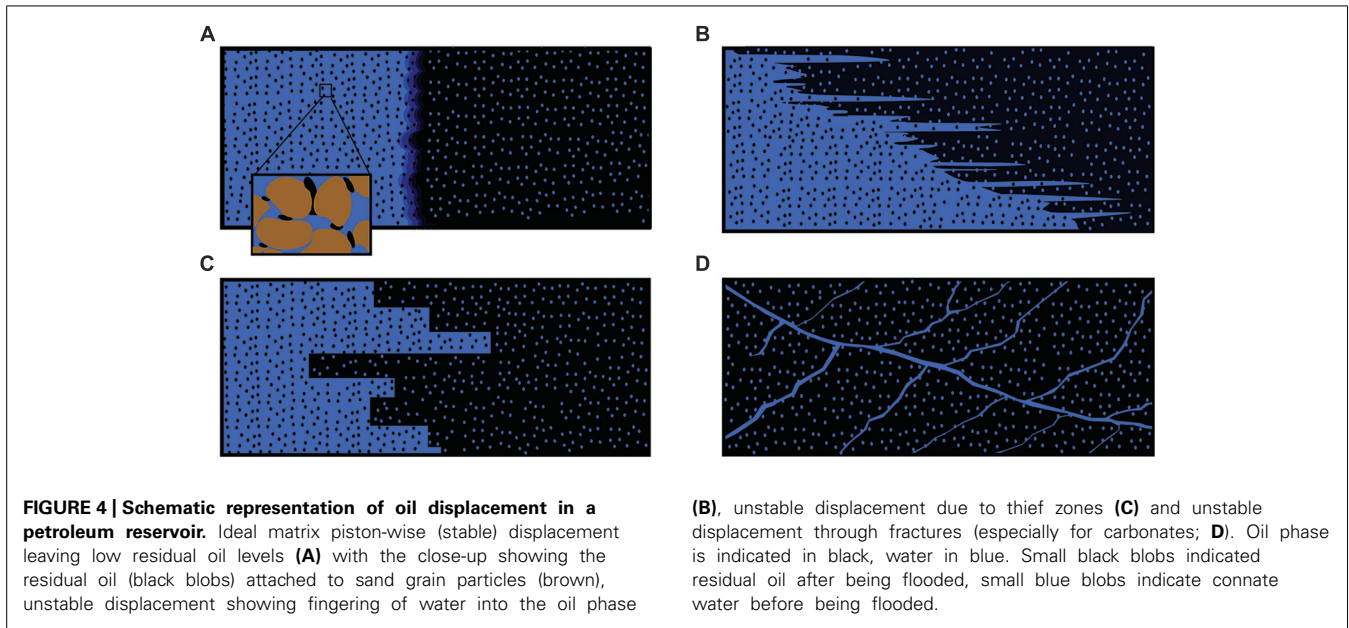 A
B
C
D
FIGURE 4 | Schematic representation of oil displacement in a
petroleum reservoir. Ideal matrix piston-wise (stable) displacement
leaving low residual oil levels (A) with the close-up showing the
residual oil (black blobs) attached to sand grain particles (brown),
unstable displacement showing fingering of water into the oil phase
(B), unstable displacement due to thief zones (C) and unstable
displacement through fractures (especially for carbonates; D). Oil phase
is indicated in black, water in blue. Small black blobs indicated
residual oil after being flooded, small blue blobs indicate connate
water before being flooded.